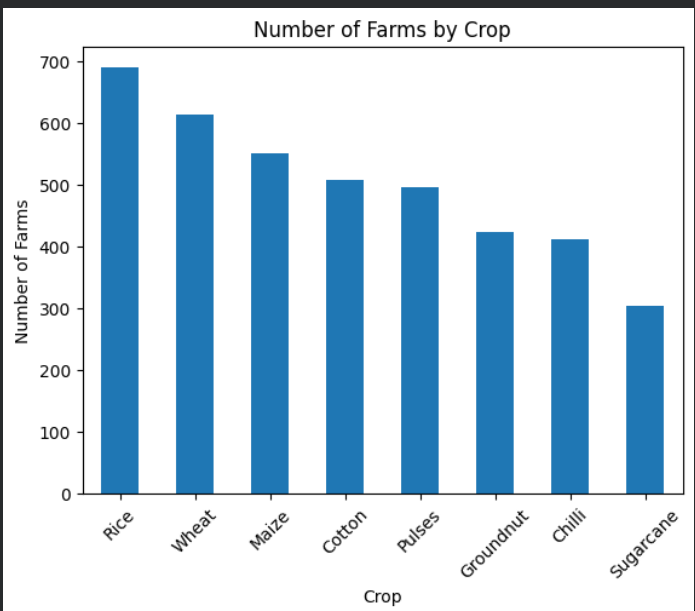 Number of Farms by Crop
Number of Farms
700
600
500
400
300
200
100
0
Rice
Wheat
Maize
Cotton
Pulses
Groundnut
Chilli
Sugarcane
Crop